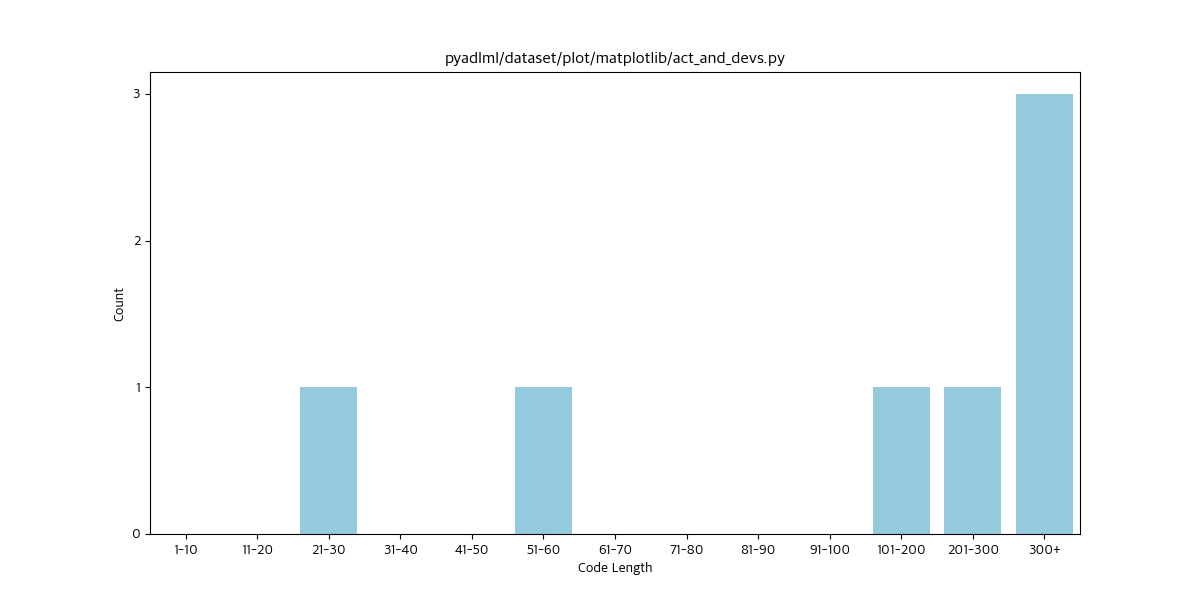 pyadlml/dataset/plot/matplotlib/act_and_devs.py
3
2
1
0
Count
1-10 11-20 21-30 31-40 41-50 51-60 61-70 71-80 81-90 91-100 101-200 201-300 300+
Code Length